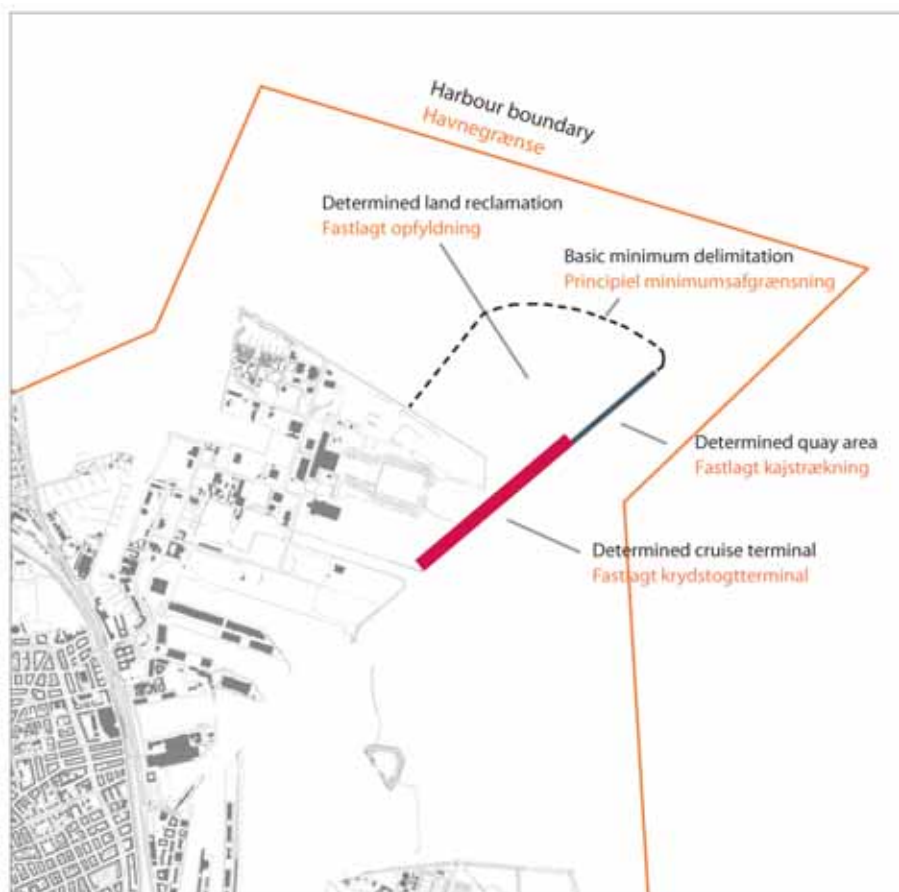 Harbour boundary
Havnegrænse
Determined land reclamation
Fastlagt opfyldning
Basic minimum delimitation
Principiel minimumsafgrænsning
Determined quay area
Fastlagt kajstrækning
Determined cruise terminal
Fastlagt krydstogtterminal